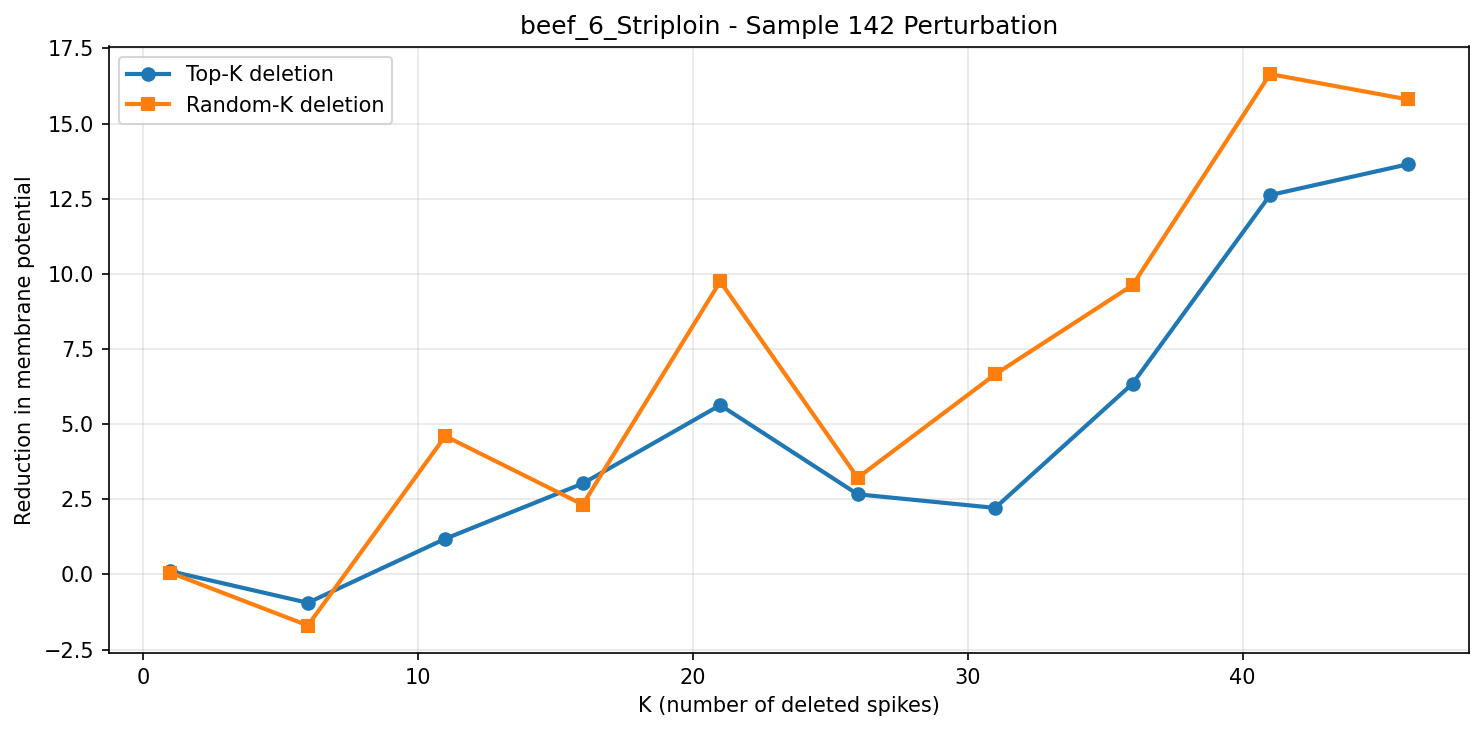 beef_6_Striploin - Sample 142 Perturbation
17.5
15.0
12.5
10.0
7.5
5.0
2.5
0.0
−2.5
Reduction in membrane potential
Top-K deletion
Random-K deletion
0
10
20
30
40
K (number of deleted spikes)